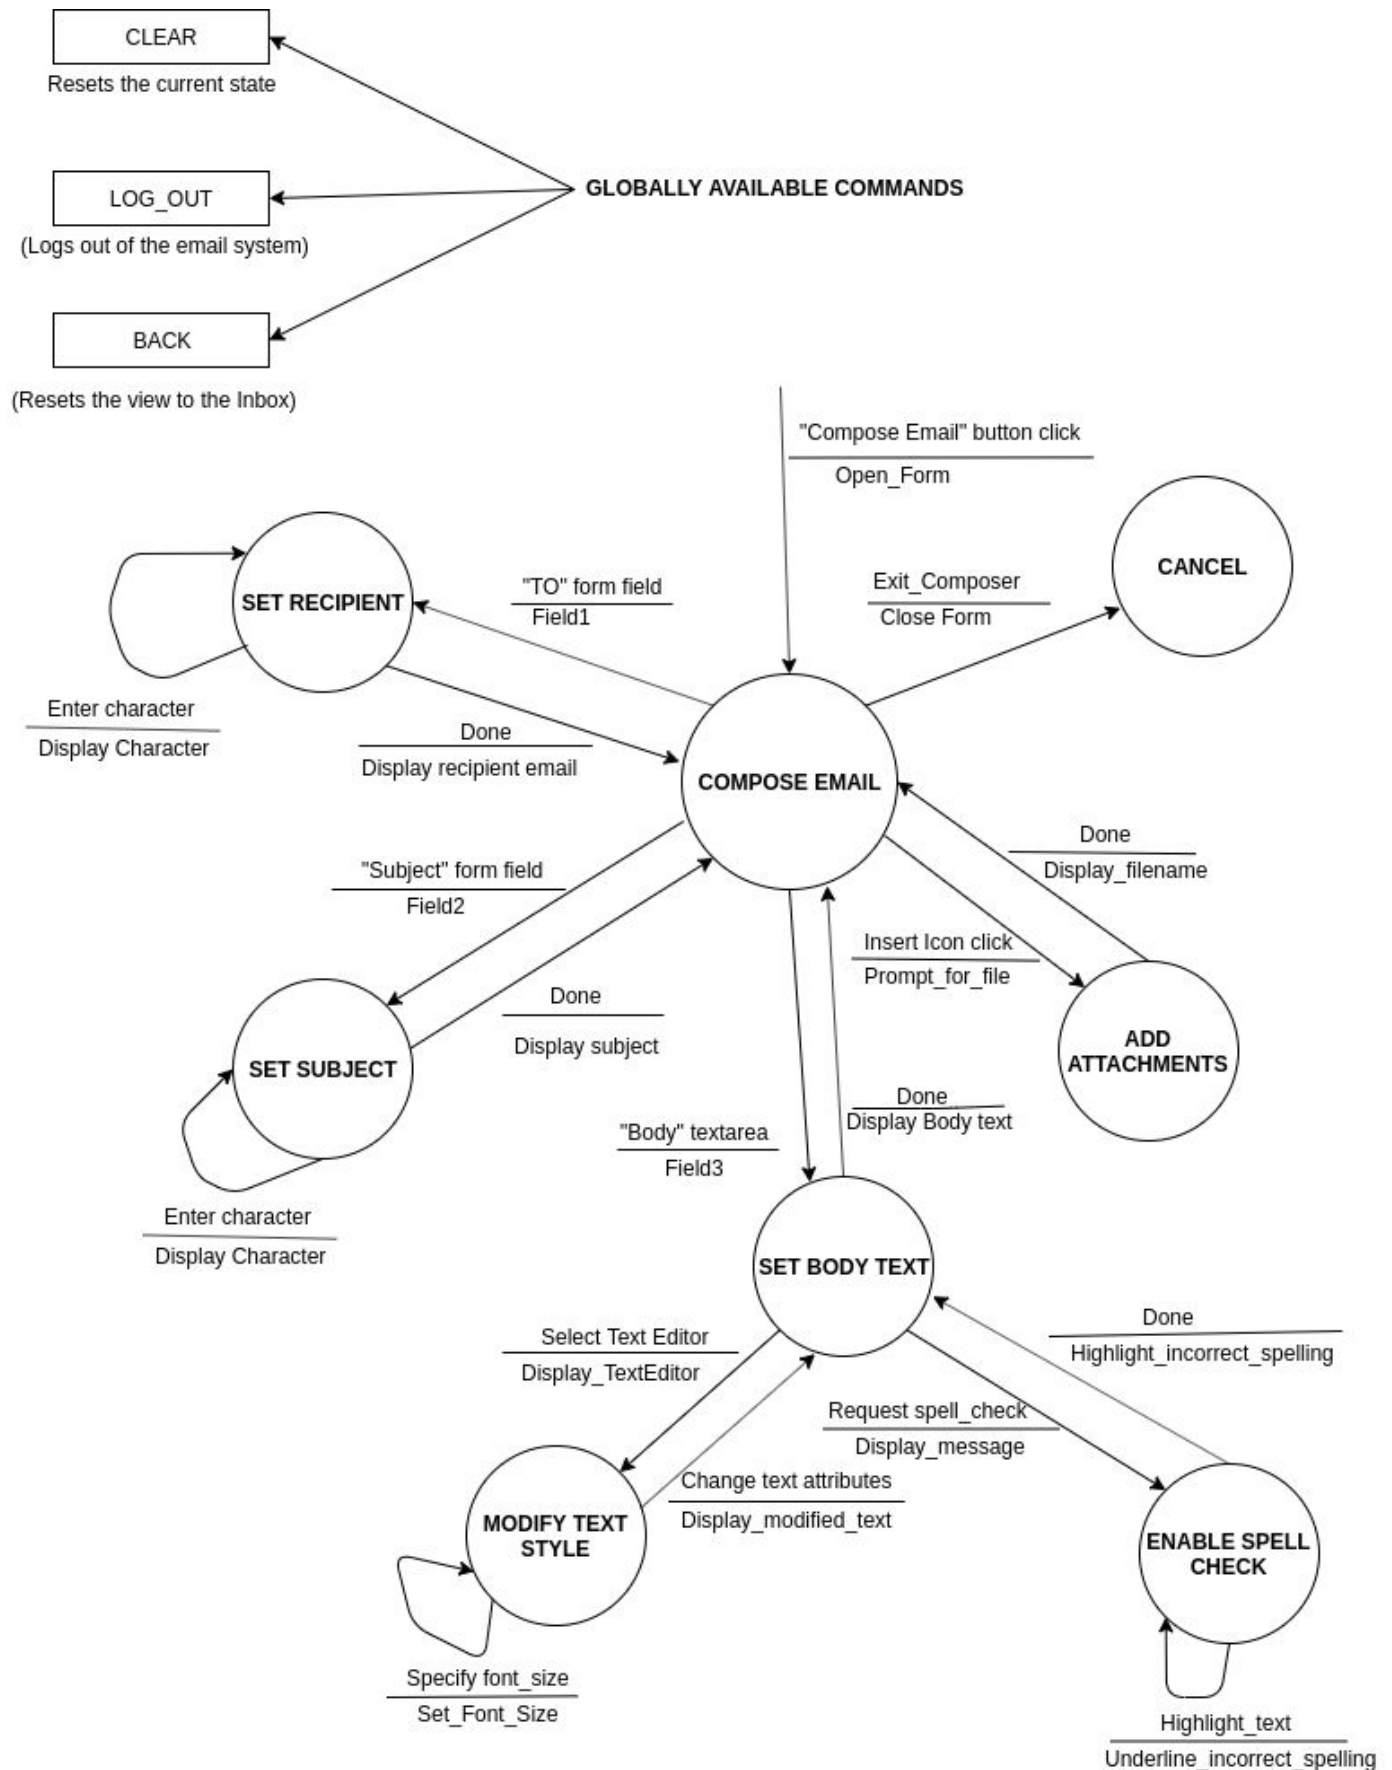 CLEAR
Resets the current state
LOG_OUT
(Logs out of the email system)
GLOBALLY AVAILABLE COMMANDS
BACK
(Resets the view to the Inbox)
"Compose Email" button click
Open_Form
CANCEL
Exit_Composer
Close Form
"TO" form field
Field1
SET RECIPIENT
Enter character
Display Character
Done
Display recipient email
COMPOSE EMAIL
Done
Display_filename
"Subject" form field
Field2
Insert Icon click
Prompt_for_file
Done
Display subject
ADD
ATTACHMENTS
SET SUBJECT
Done
Display Body text
"Body" textarea
Field3
Enter character
Display Character
SET BODY TEXT
Select Text Editor
Display_TextEditor
Done
Highlight_incorrect_spelling
Request spell_check
Display_message
Change text attributes
Display_modified_text
MODIFY TEXT
STYLE
ENABLE SPELL
CHECK
Specify font_size
Set_Font_Size
Highlight_text
Underline_incorrect_spelling